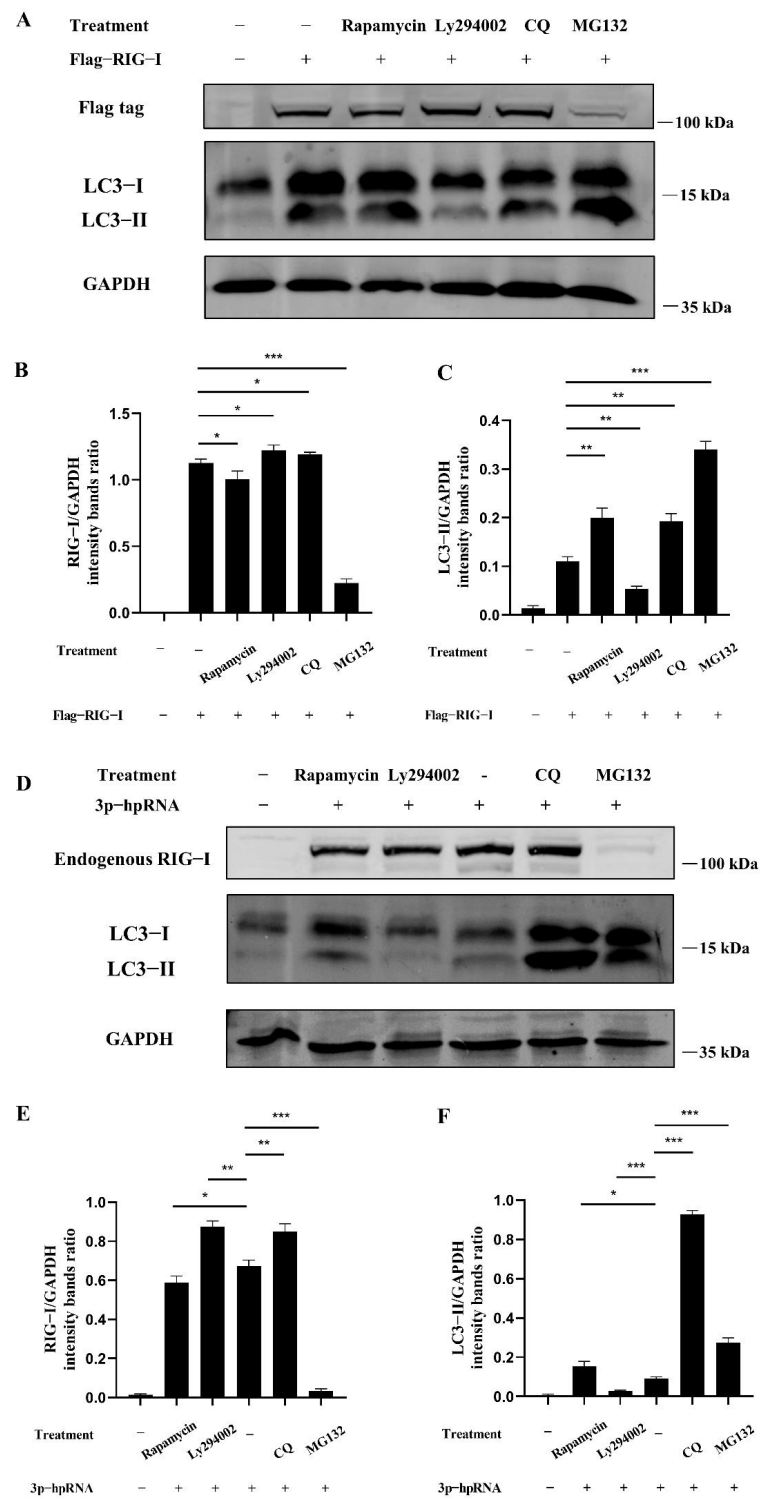 A
Treatment − − Rapamycin Ly294002 CQ MG132
Flag−RIG−I − + + + + +
Flag tag
100 kDa
LC3−I
15 kDa
LC3−II
GAPDH
35 kDa
B
***
*
*
*
RIG−I/GAPDH
intensity bands ratio
1.5
1.0
0.5
0.0
Treatment − − Rapamycin Ly294002 CQ MG132
Flag−RIG−I − + + + + +
C
***
**
**
**
LC3−II/GAPDH
intensity bands ratio
0.4
0.3
0.2
0.1
0.0
Treatment − − Rapamycin Ly294002 CQ MG132
Flag−RIG−I − + + + + +
D
Treatment − Rapamycin Ly294002 - CQ MG132
3p−hpRNA − + + + + +
Endogenous RIG−I
100 kDa
LC3−I
15 kDa
LC3−II
GAPDH
35 kDa
E
***
**
**
*
RIG−I/GAPDH
intensity bands ratio
1.0
0.8
0.6
0.4
0.2
0.0
Treatment − Rapamycin Ly294002 − CQ MG132
3p−hpRNA − + + + + +
F
***
***
***
*
LC3−II/GAPDH
intensity bands ratio
1.0
0.8
0.6
0.4
0.2
0.0
Treatment − Rapamycin Ly294002 − CQ MG132
3p−hpRNA − + + + + +